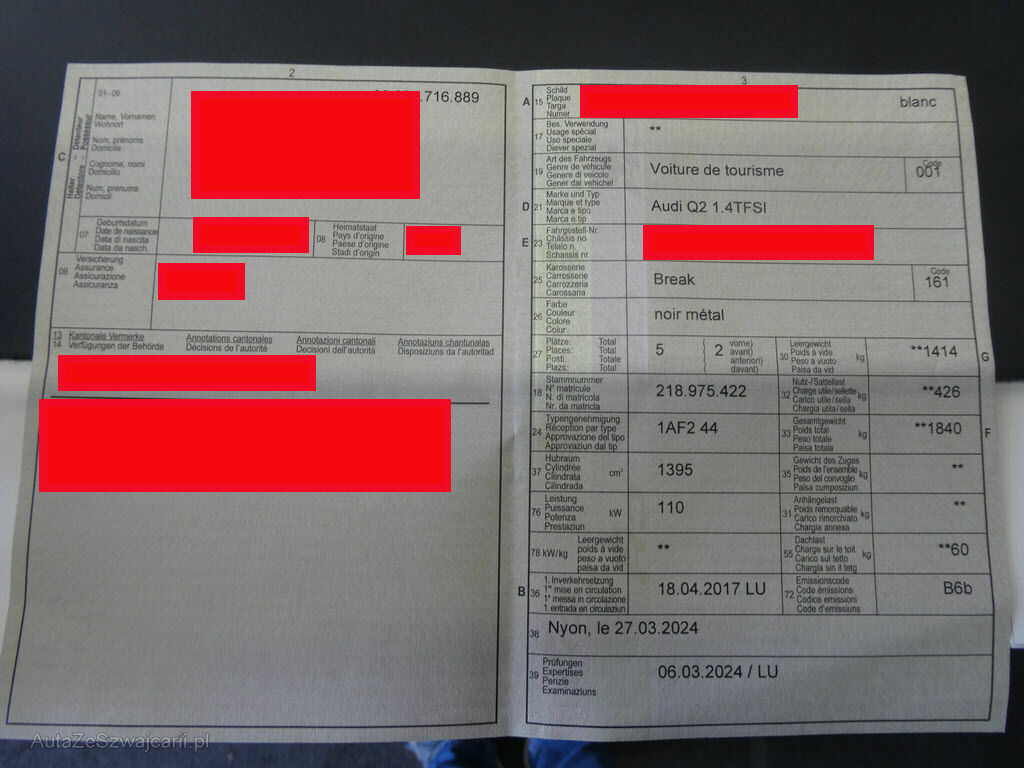 2
01–06
.716.889
Name, Vornamen
Wohnort
Nom, prénoms
Domicile
Cognome, nomi
Domicilio
Num, prenums
Domicil
C
Halter
Détenteur
Detentore
Possessur
07
Geburtsdatum
Date de naissance
Data di nascita
Data da nasch.
08
Heimatstaat
Pays d'origine
Paese d'origine
Stadi d'origin
09
Versicherung
Assurance
Assicurazione
Assicuranza
13 Kantonale Vermerke
14 Verfügungen der Behörde
Annotations cantonales
Décisions de l'autorité
Annotazioni cantonali
Decisioni dell'autorità
Annotaziuns chantunalas
Disposiziuns da l'autoritad
3
A 15
Schild
Plaque
Targa
Numer
blanc
17
Bes. Verwendung
Usage spécial
Uso speciale
Diever spezial
**
19
Art des Fahrzeugs
Genre de véhicule
Genere di veicolo
Gener dal vehichel
Voiture de tourisme
Code
001
D 21
Marke und Typ
Marque et type
Marca e tipo
Marca e tip
Audi Q2 1.4TFSI
E 23
Fahrgestell-Nr.
Châssis no
Telaio n.
Schassis nr.
25
Karosserie
Carrosserie
Carrozzeria
Carossaria
Break
Code
161
26
Farbe
Couleur
Colore
Colur
noir métal
27
Plätze: Total
Places: Total
Posti: Totale
Plazs: Total
5
( 2 vorne)
avant)
anteriori)
davant)
30
Leergewicht
Poids à vide
Peso a vuoto
Paisa da vid
kg
**1414
G
18
Stammnummer
N° matricule
N. di matricola
Nr. da matricla
218.975.422
32
Nutz-/Sattellast
Charge utile/sellette
Carico utile/sella
Chargia utila/sella
kg
**426
24
Typengenehmigung
Réception par type
Approvazione del tipo
Approvaziun dal tip
1AF2 44
33
Gesamtgewicht
Poids total
Peso totale
Paisa totala
kg
**1840
F
37
Hubraum
Cylindrée
Cilindrata
Cilindrada
cm³
1395
35
Gewicht des Zuges
Poids de l'ensemble
Peso del convoglio
Paisa cumposiziun
kg
**
76
Leistung
Puissance
Potenza
Prestaziun
kW
110
31
Anhängelast
Poids remorquable
Carico rimorchiato
Chargia annexa
kg
**
78 kW/kg
Leergewicht
poids à vide
peso a vuoto
paisa da vid
**
55
Dachlast
Charge sur le toit
Carico sul tetto
Chargia sin il tetg
kg
**60
B 36
1. Inverkehrsetzung
1re mise en circulation
1a messa in circolazione
1. entrada en circulaziun
18.04.2017 LU
72
Emissionscode
Code émissions
Codice emissioni
Code d'emissiuns
B6b
38
Nyon, le 27.03.2024
39
Prüfungen
Expertises
Perizie
Examinaziuns
06.03.2024 / LU
AutaZeSzwajcarii.pl